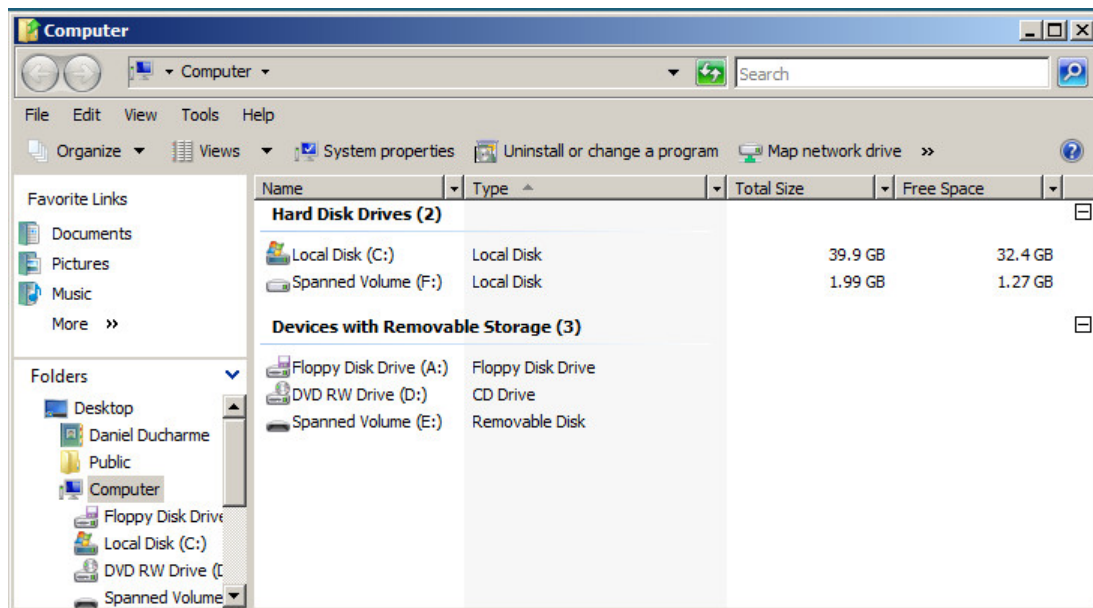 Computer
Computer
Search
File Edit View Tools Help
Organize Views System properties Uninstall or change a program Map network drive »
Favorite Links
Documents
Pictures
Music
More »
Folders
Desktop
Daniel Ducharme
Public
Computer
Floppy Disk Drive
Local Disk (C:)
DVD RW Drive (D
Spanned Volume
Name Type Total Size Free Space
Hard Disk Drives (2)
Local Disk (C:) Local Disk 39.9 GB 32.4 GB
Spanned Volume (F:) Local Disk 1.99 GB 1.27 GB
Devices with Removable Storage (3)
Floppy Disk Drive (A:) Floppy Disk Drive
DVD RW Drive (D:) CD Drive
Spanned Volume (E:) Removable Disk